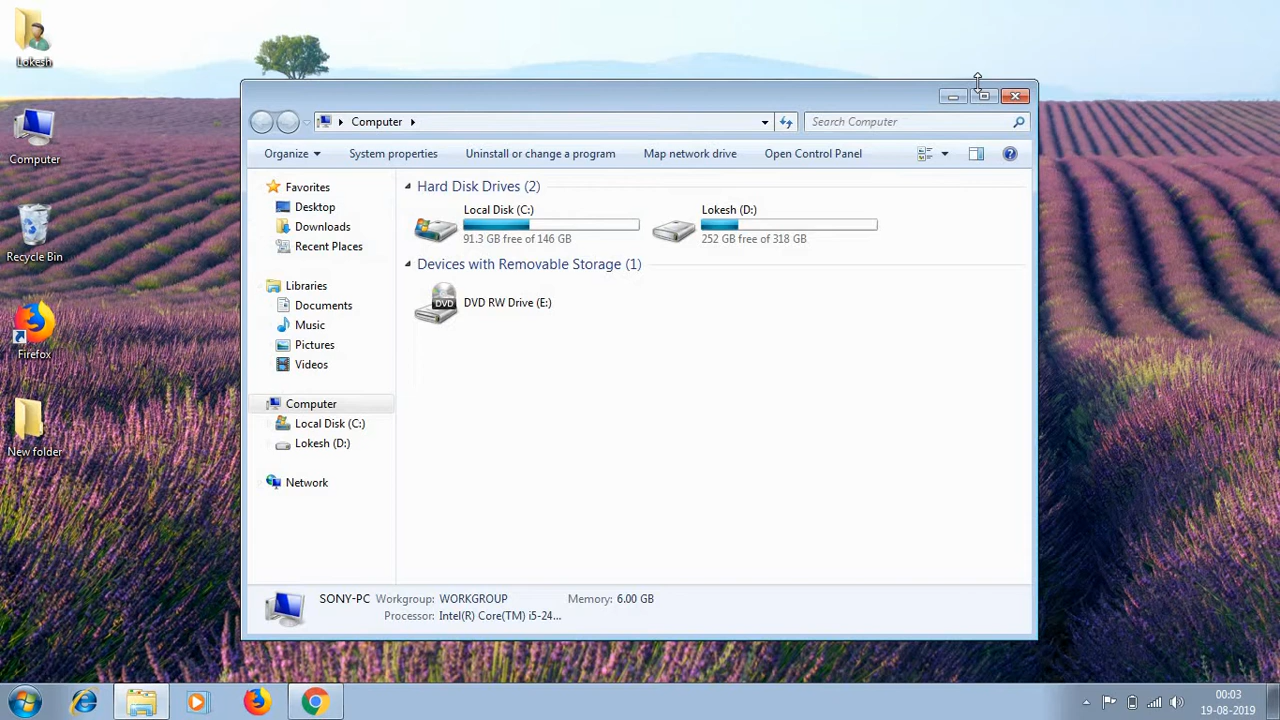 Lokesh
Computer
Recycle Bin
Firefox
New folder
Computer
Search Computer
Organize
System properties
Uninstall or change a program
Map network drive
Open Control Panel
Favorites
Desktop
Downloads
Recent Places
Libraries
Documents
Music
Pictures
Videos
Computer
Local Disk (C:)
Lokesh (D:)
Network
Hard Disk Drives (2)
Local Disk (C:)
91.3 GB free of 146 GB
Lokesh (D:)
252 GB free of 318 GB
Devices with Removable Storage (1)
DVD
DVD RW Drive (E:)
SONY-PC Workgroup: WORKGROUP Memory: 6.00 GB
Processor: Intel(R) Core(TM) i5-24...
00:03
19-08-2019